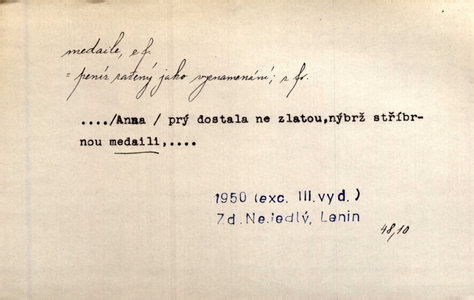 medaile, e f.
= peníz ražený jako vyznamenání; z fr.
..../Anna / prý dostala ne zlatou,nýbrž stříbr-
nou medaili,....
1950 (exc. III.vyd.)
Zd. Nejedlý, Lenin
48,10